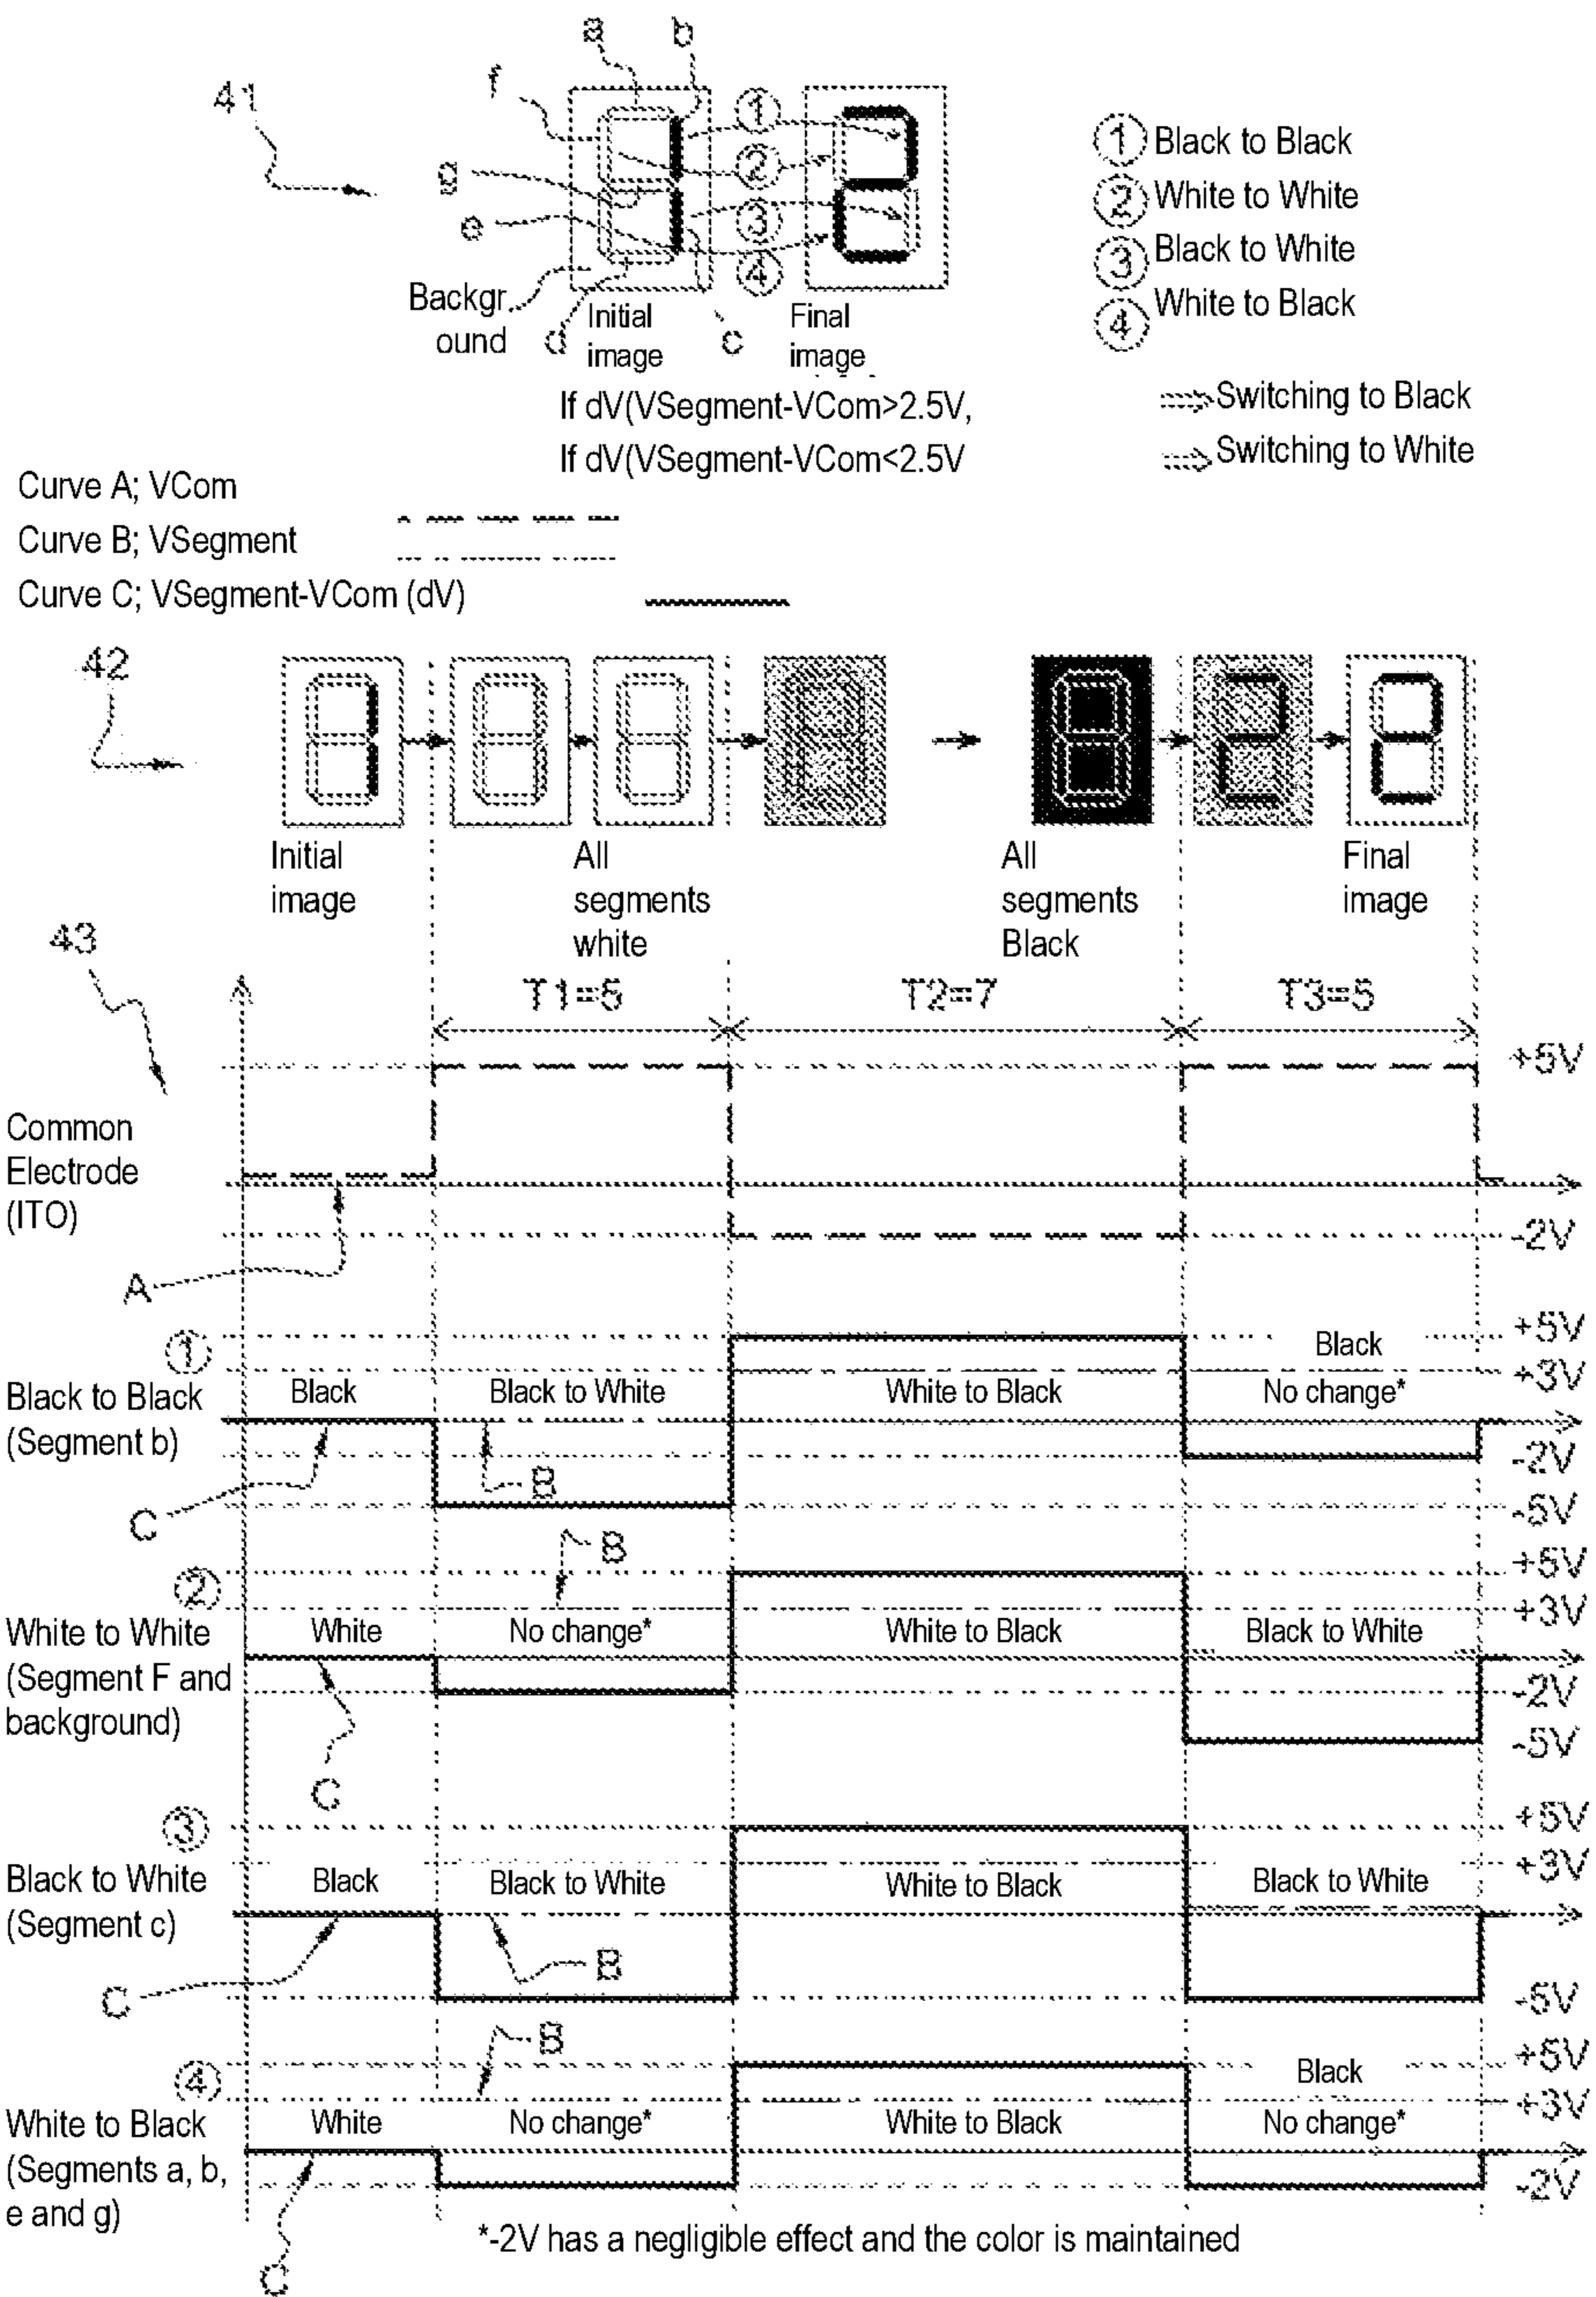 a
b
f
41
1
Black to Black
2
White to White
g
3
Black to White
e
4
White to Black
Backgr
ound
d
Initial
image
c
Final
image
If dV(VSegment-VCom>2.5V,
Switching to Black
If dV(VSegment-VCom<2.5V
Switching to White
Curve A; VCom
Curve B; VSegment
Curve C; VSegment-VCom (dV)
42
Initial
image
All
segments
white
All
segments
Black
Final
image
43
T1=5
T2=7
T3=5
+5V
Common
Electrode
(ITO)
-2V
A
1
+5V
Black
+3V
Black to Black
(Segment b)
Black
Black to White
White to Black
No change*
-2V
B
C
-5V
B
2
+5V
+3V
White to White
(Segment F and
background)
White
No change*
White to Black
Black to White
-2V
-5V
C
3
+5V
+3V
Black to White
(Segment c)
Black
Black to White
White to Black
Black to White
B
C
-5V
B
4
+5V
Black
+3V
White to Black
(Segments a, b,
e and g)
White
No change*
White to Black
No change*
-2V
*-2V has a negligible effect and the color is maintained
C